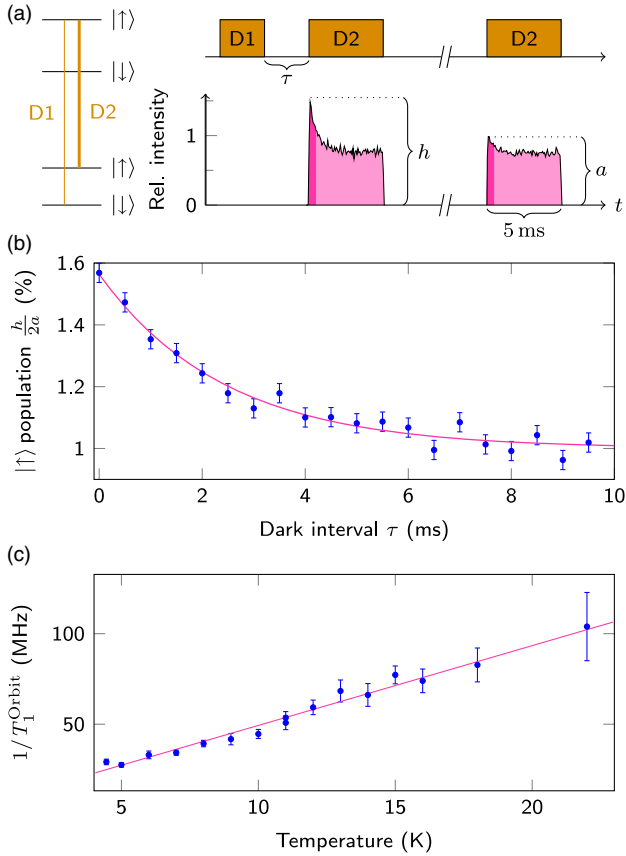 (a)
|↑⟩
|↓⟩
D1 D2
|↑⟩
|↓⟩
D1 D2 D2
τ
Rel. intensity
1
0
h
a
t
5 ms
(b)
|↑⟩ population h/2a (%)
1.6
1.4
1.2
1
0 2 4 6 8 10
Dark interval τ (ms)
(c)
1/T₁^Orbit (MHz)
100
50
5 10 15 20
Temperature (K)